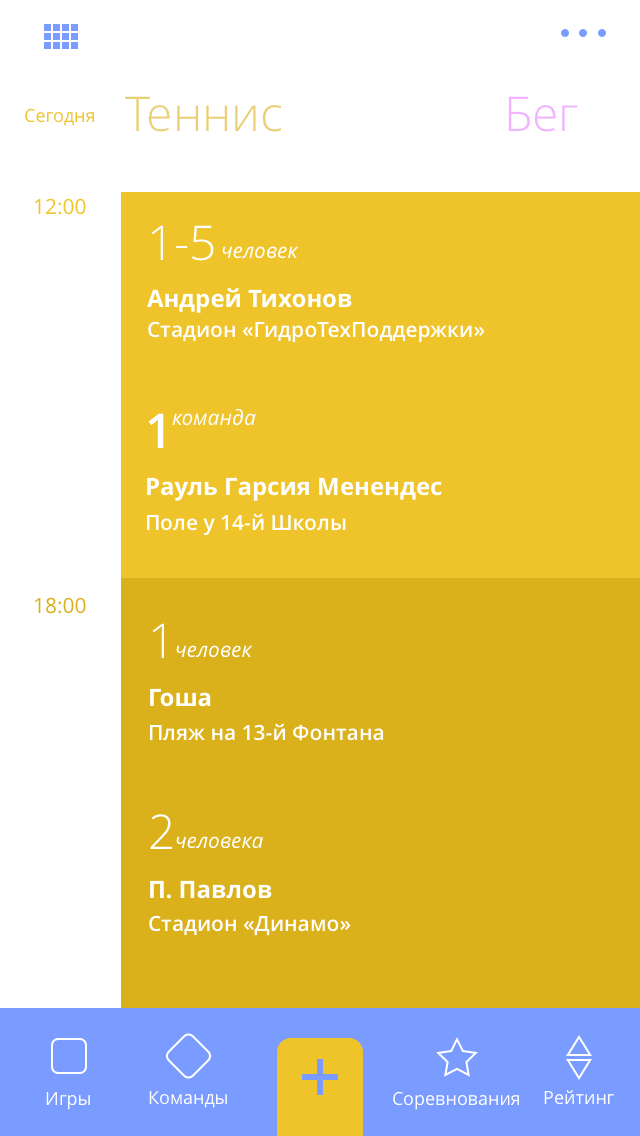 Сегодня Теннис Бег
12:00
1-5 человек
Андрей Тихонов
Стадион «ГидроТехПоддержки»
1 команда
Рауль Гарсия Менендес
Поле у 14-й Школы
18:00
1 человек
Гоша
Пляж на 13-й Фонтана
2 человека
П. Павлов
Стадион «Динамо»
Игры Команды Соревнования Рейтинг